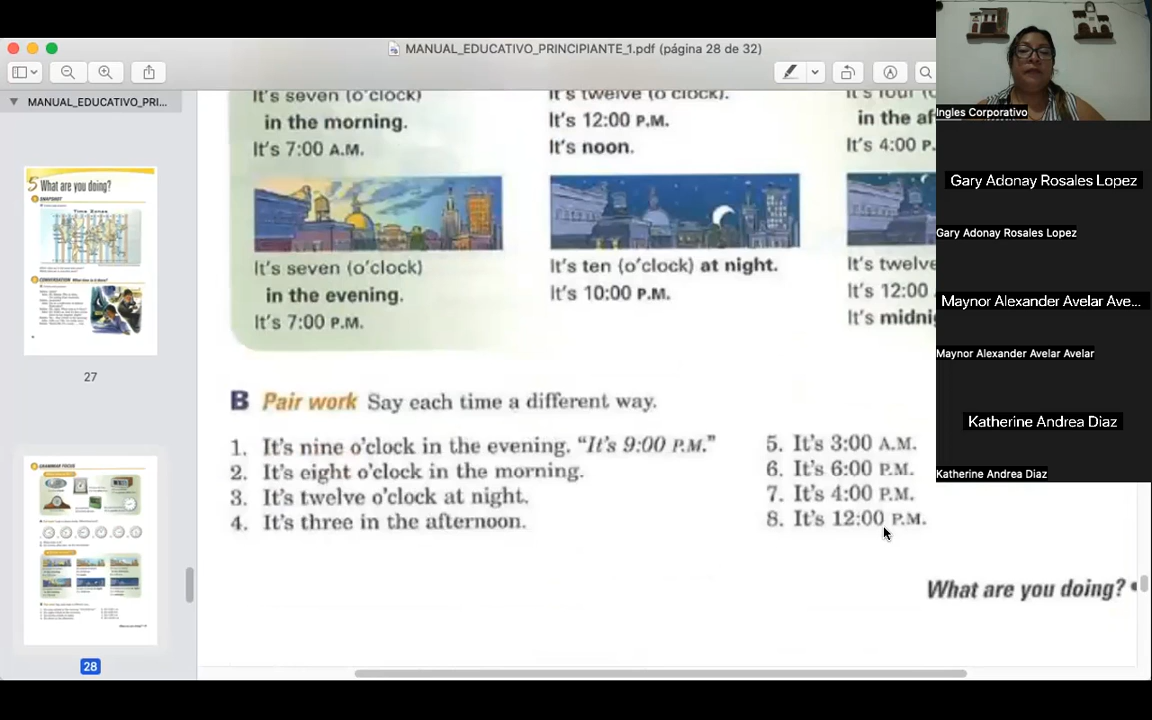 MANUAL_EDUCATIVO_PRINCIPIANTE_1.pdf (página 28 de 32)
MANUAL_EDUCATIVO_PRI...
5 What are you doing?
27
28
It's seven (o'clock)
in the morning.
It's 7:00 A.M.
It's twelve (o'clock).
It's 12:00 P.M.
It's noon.
It's four (
in the af
It's 4:00 P.
It's seven (o'clock)
in the evening.
It's 7:00 P.M.
It's ten (o'clock) at night.
It's 10:00 P.M.
It's twelve
It's 12:00
It's midni
B Pair work Say each time a different way.
1. It's nine o'clock in the evening. "It's 9:00 P.M."
2. It's eight o'clock in the morning.
3. It's twelve o'clock at night.
4. It's three in the afternoon.
5. It's 3:00 A.M.
6. It's 6:00 P.M.
7. It's 4:00 P.M.
8. It's 12:00 P.M.
What are you doing? •
Ingles Corporativo
Gary Adonay Rosales Lopez
Gary Adonay Rosales Lopez
Maynor Alexander Avelar Ave...
Maynor Alexander Avelar Avelar
Katherine Andrea Diaz
Katherine Andrea Diaz